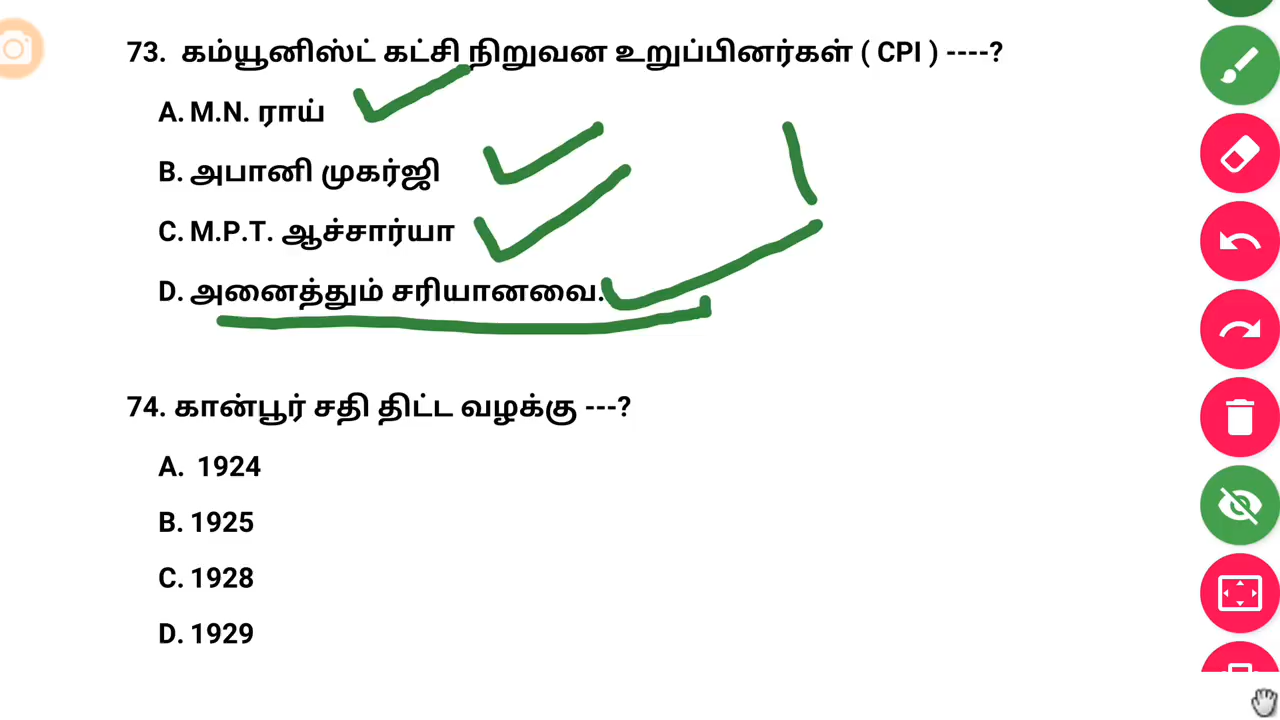 73. கம்யூனிஸ்ட் கட்சி நிறுவன உறுப்பினர்கள் ( CPI ) ----?
A. M.N. ராய்
B. அபானி முகர்ஜி
C. M.P.T. ஆச்சார்யா
D. அனைத்தும் சரியானவை.
74. கான்பூர் சதி திட்ட வழக்கு ---?
A. 1924
B. 1925
C. 1928
D. 1929